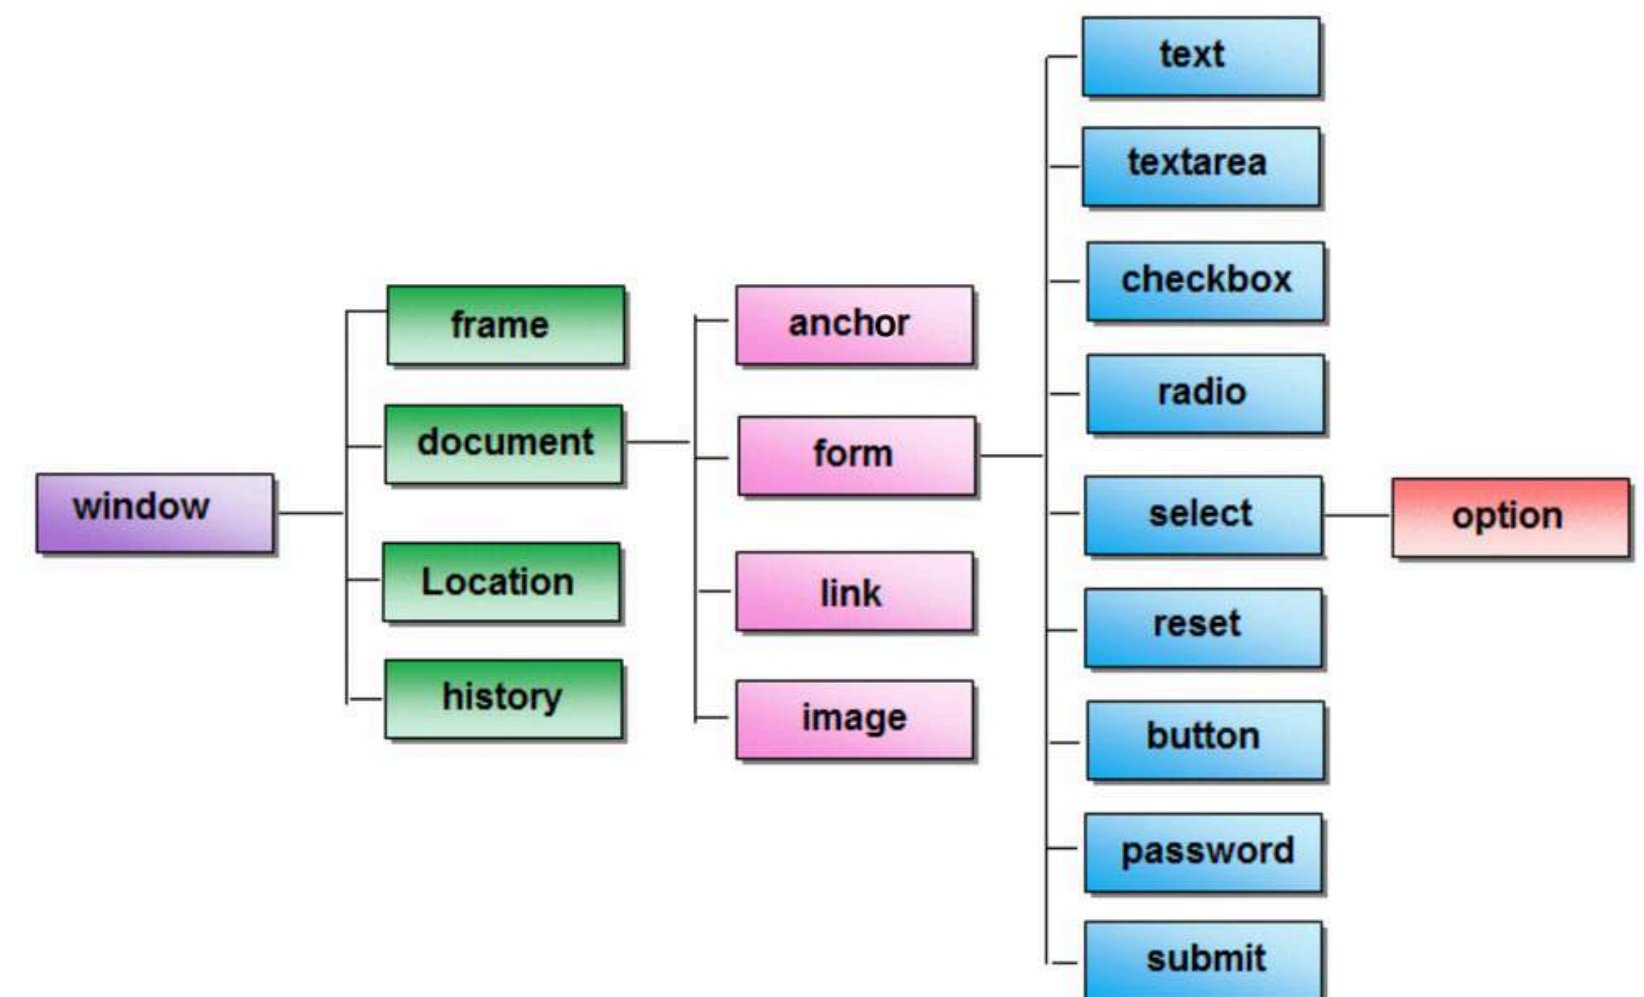 window
frame
document
Location
history
anchor
form
link
image
text
textarea
checkbox
radio
select
reset
button
password
submit
option